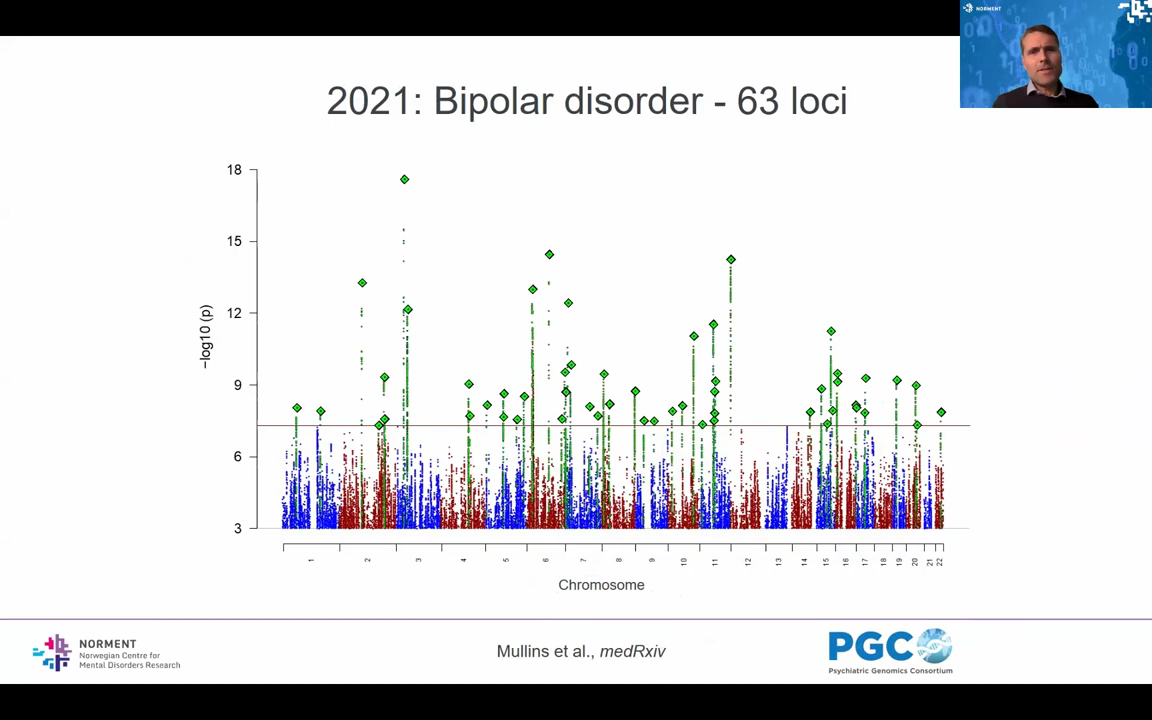 NORMENT
2021: Bipolar disorder - 63 loci
18
15
12
9
6
3
−log10 (p)
1 2 3 4 5 6 7 8 9 10 11 12 13 14 15 16 17 18 19 20 21 22
Chromosome
NORMENT
Norwegian Centre for
Mental Disorders Research
Mullins et al., medRxiv
PGC
Psychiatric Genomics Consortium